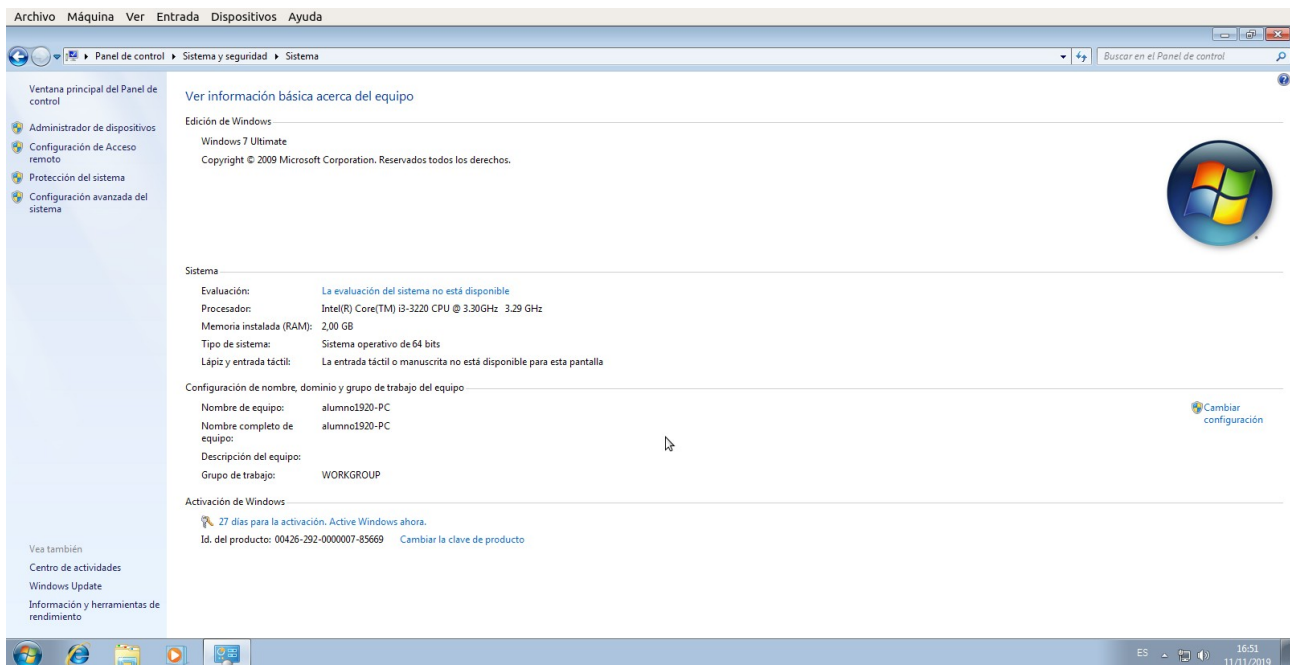 Archivo Máquina Ver Entrada Dispositivos Ayuda
Panel de control Sistema y seguridad Sistema
Buscar en el Panel de control
Ventana principal del Panel de
control
Administrador de dispositivos
Configuración de Acceso
remoto
Protección del sistema
Configuración avanzada del
sistema
Ver información básica acerca del equipo
Edición de Windows
Windows 7 Ultimate
Copyright © 2009 Microsoft Corporation. Reservados todos los derechos.
Sistema
Evaluación: La evaluación del sistema no está disponible
Procesador: Intel(R) Core(TM) i3-3220 CPU @ 3.30GHz 3.29 GHz
Memoria instalada (RAM): 2,00 GB
Tipo de sistema: Sistema operativo de 64 bits
Lápiz y entrada táctil: La entrada táctil o manuscrita no está disponible para esta pantalla
Configuración de nombre, dominio y grupo de trabajo del equipo
Nombre de equipo: alumno1920-PC
Cambiar
configuración
Nombre completo de
equipo:
alumno1920-PC
Descripción del equipo:
Grupo de trabajo: WORKGROUP
Activación de Windows
27 días para la activación. Active Windows ahora.
Id. del producto: 00426-292-0000007-85669 Cambiar la clave de producto
Vea también
Centro de actividades
Windows Update
Información y herramientas de
rendimiento
ES
16:51
11/11/2019